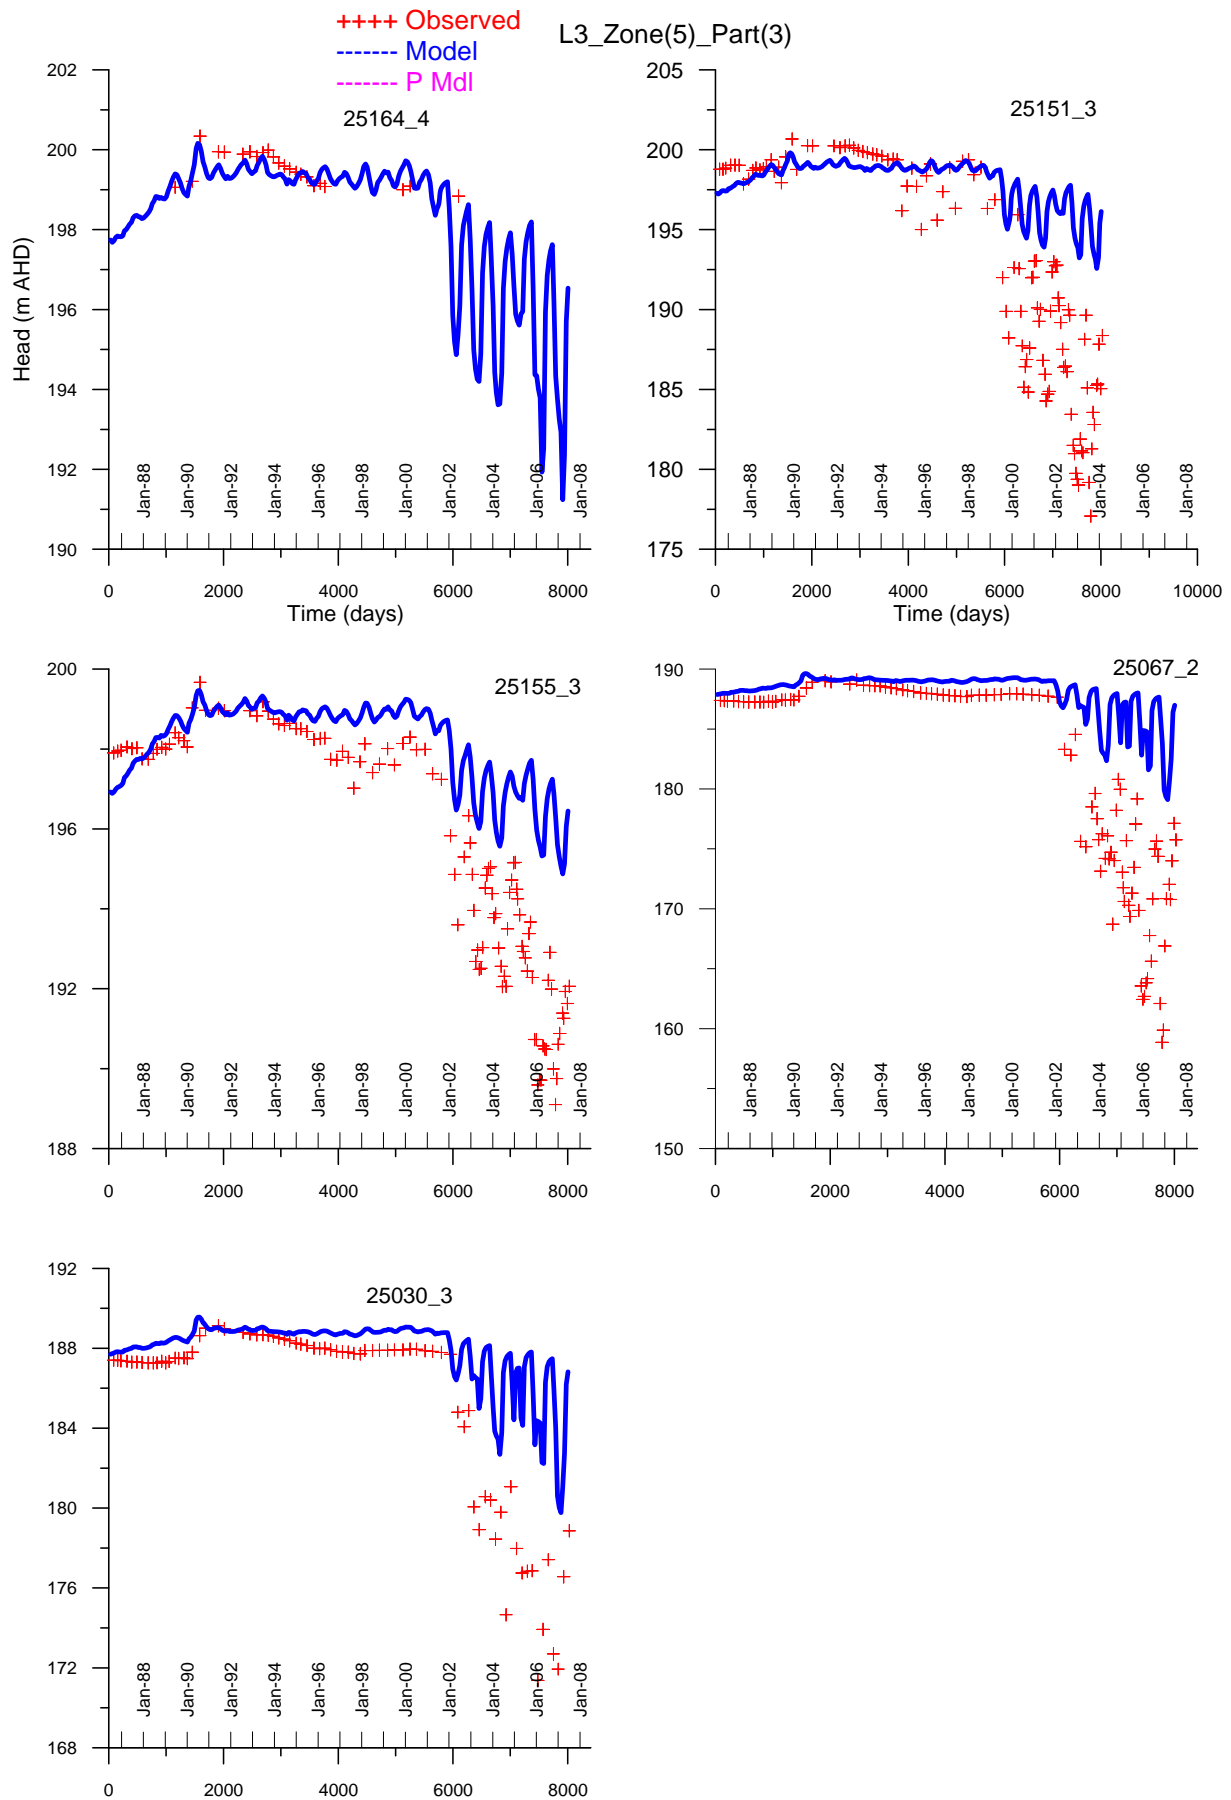 ++++ Observed
L3_Zone(5)_Part(3)
------- Model
------- P Mdl
25164_4
202
200
198
196
194
192
190
Head (m AHD)
Jan-88 Jan-90 Jan-92 Jan-94 Jan-96 Jan-98 Jan-00 Jan-02 Jan-04 Jan-06 Jan-08
0 2000 4000 6000 8000
Time (days)
25151_3
205
200
195
190
185
180
175
Jan-88 Jan-90 Jan-92 Jan-94 Jan-96 Jan-98 Jan-00 Jan-02 Jan-04 Jan-06 Jan-08
0 2000 4000 6000 8000 10000
Time (days)
25155_3
200
196
192
188
Jan-88 Jan-90 Jan-92 Jan-94 Jan-96 Jan-98 Jan-00 Jan-02 Jan-04 Jan-06 Jan-08
0 2000 4000 6000 8000
25067_2
190
180
170
160
150
Jan-88 Jan-90 Jan-92 Jan-94 Jan-96 Jan-98 Jan-00 Jan-02 Jan-04 Jan-06 Jan-08
0 2000 4000 6000 8000
25030_3
192
188
184
180
176
172
168
Jan-88 Jan-90 Jan-92 Jan-94 Jan-96 Jan-98 Jan-00 Jan-02 Jan-04 Jan-06 Jan-08
0 2000 4000 6000 8000